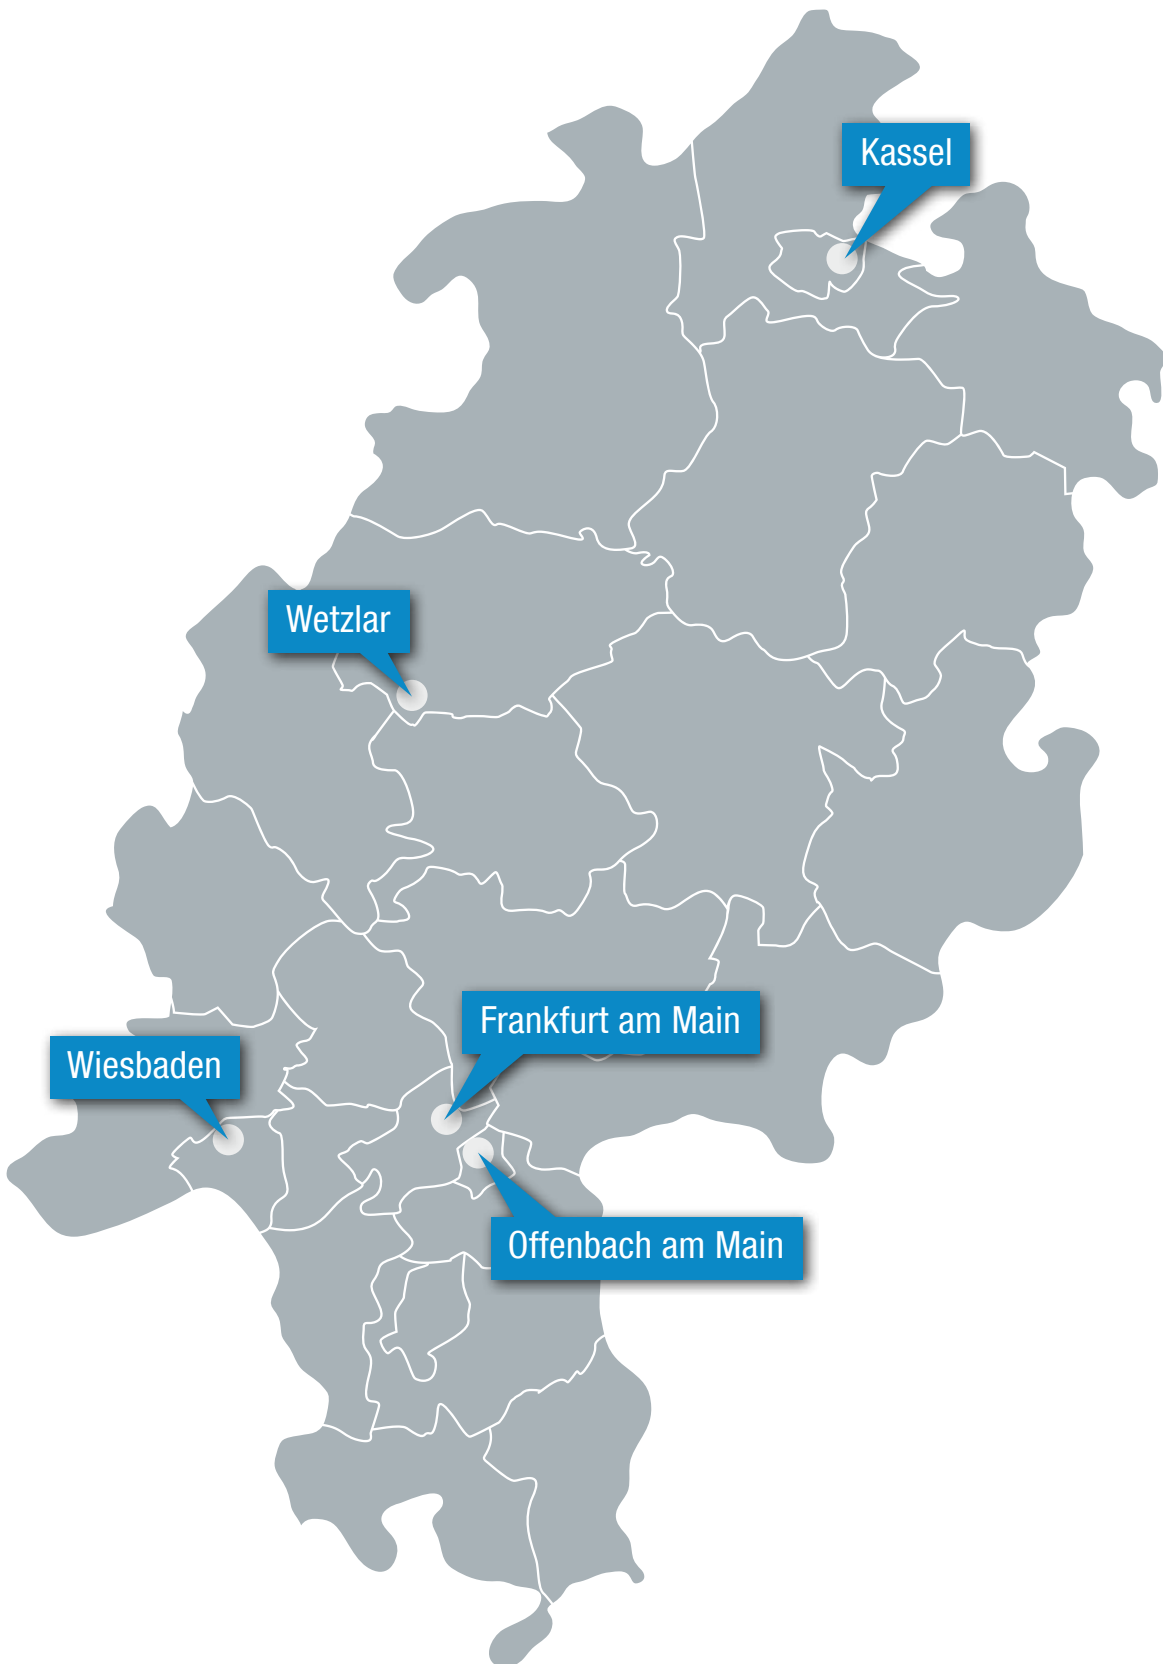 Kassel
Wetzlar
Frankfurt am Main
Wiesbaden
Offenbach am Main